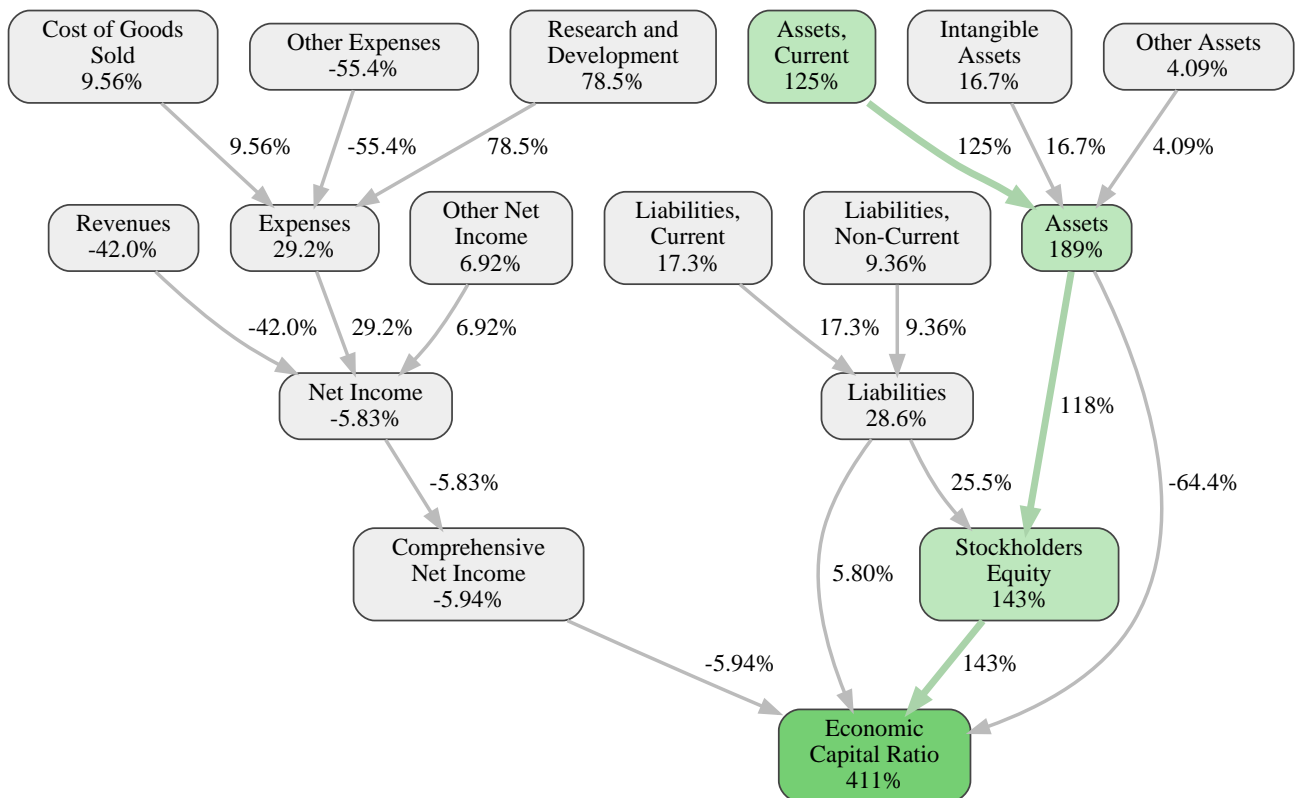 Cost of Goods
Sold
9.56%
Other Expenses
-55.4%
Research and
Development
78.5%
Assets,
Current
125%
Intangible
Assets
16.7%
Other Assets
4.09%
9.56%
-55.4%
78.5%
125%
16.7%
4.09%
Revenues
-42.0%
Expenses
29.2%
Other Net
Income
6.92%
Liabilities,
Current
17.3%
Liabilities,
Non-Current
9.36%
Assets
189%
-42.0%
29.2%
6.92%
17.3%
9.36%
Net Income
-5.83%
Liabilities
28.6%
118%
-5.83%
25.5%
-64.4%
Comprehensive
Net Income
-5.94%
5.80%
Stockholders
Equity
143%
-5.94%
143%
Economic
Capital Ratio
411%